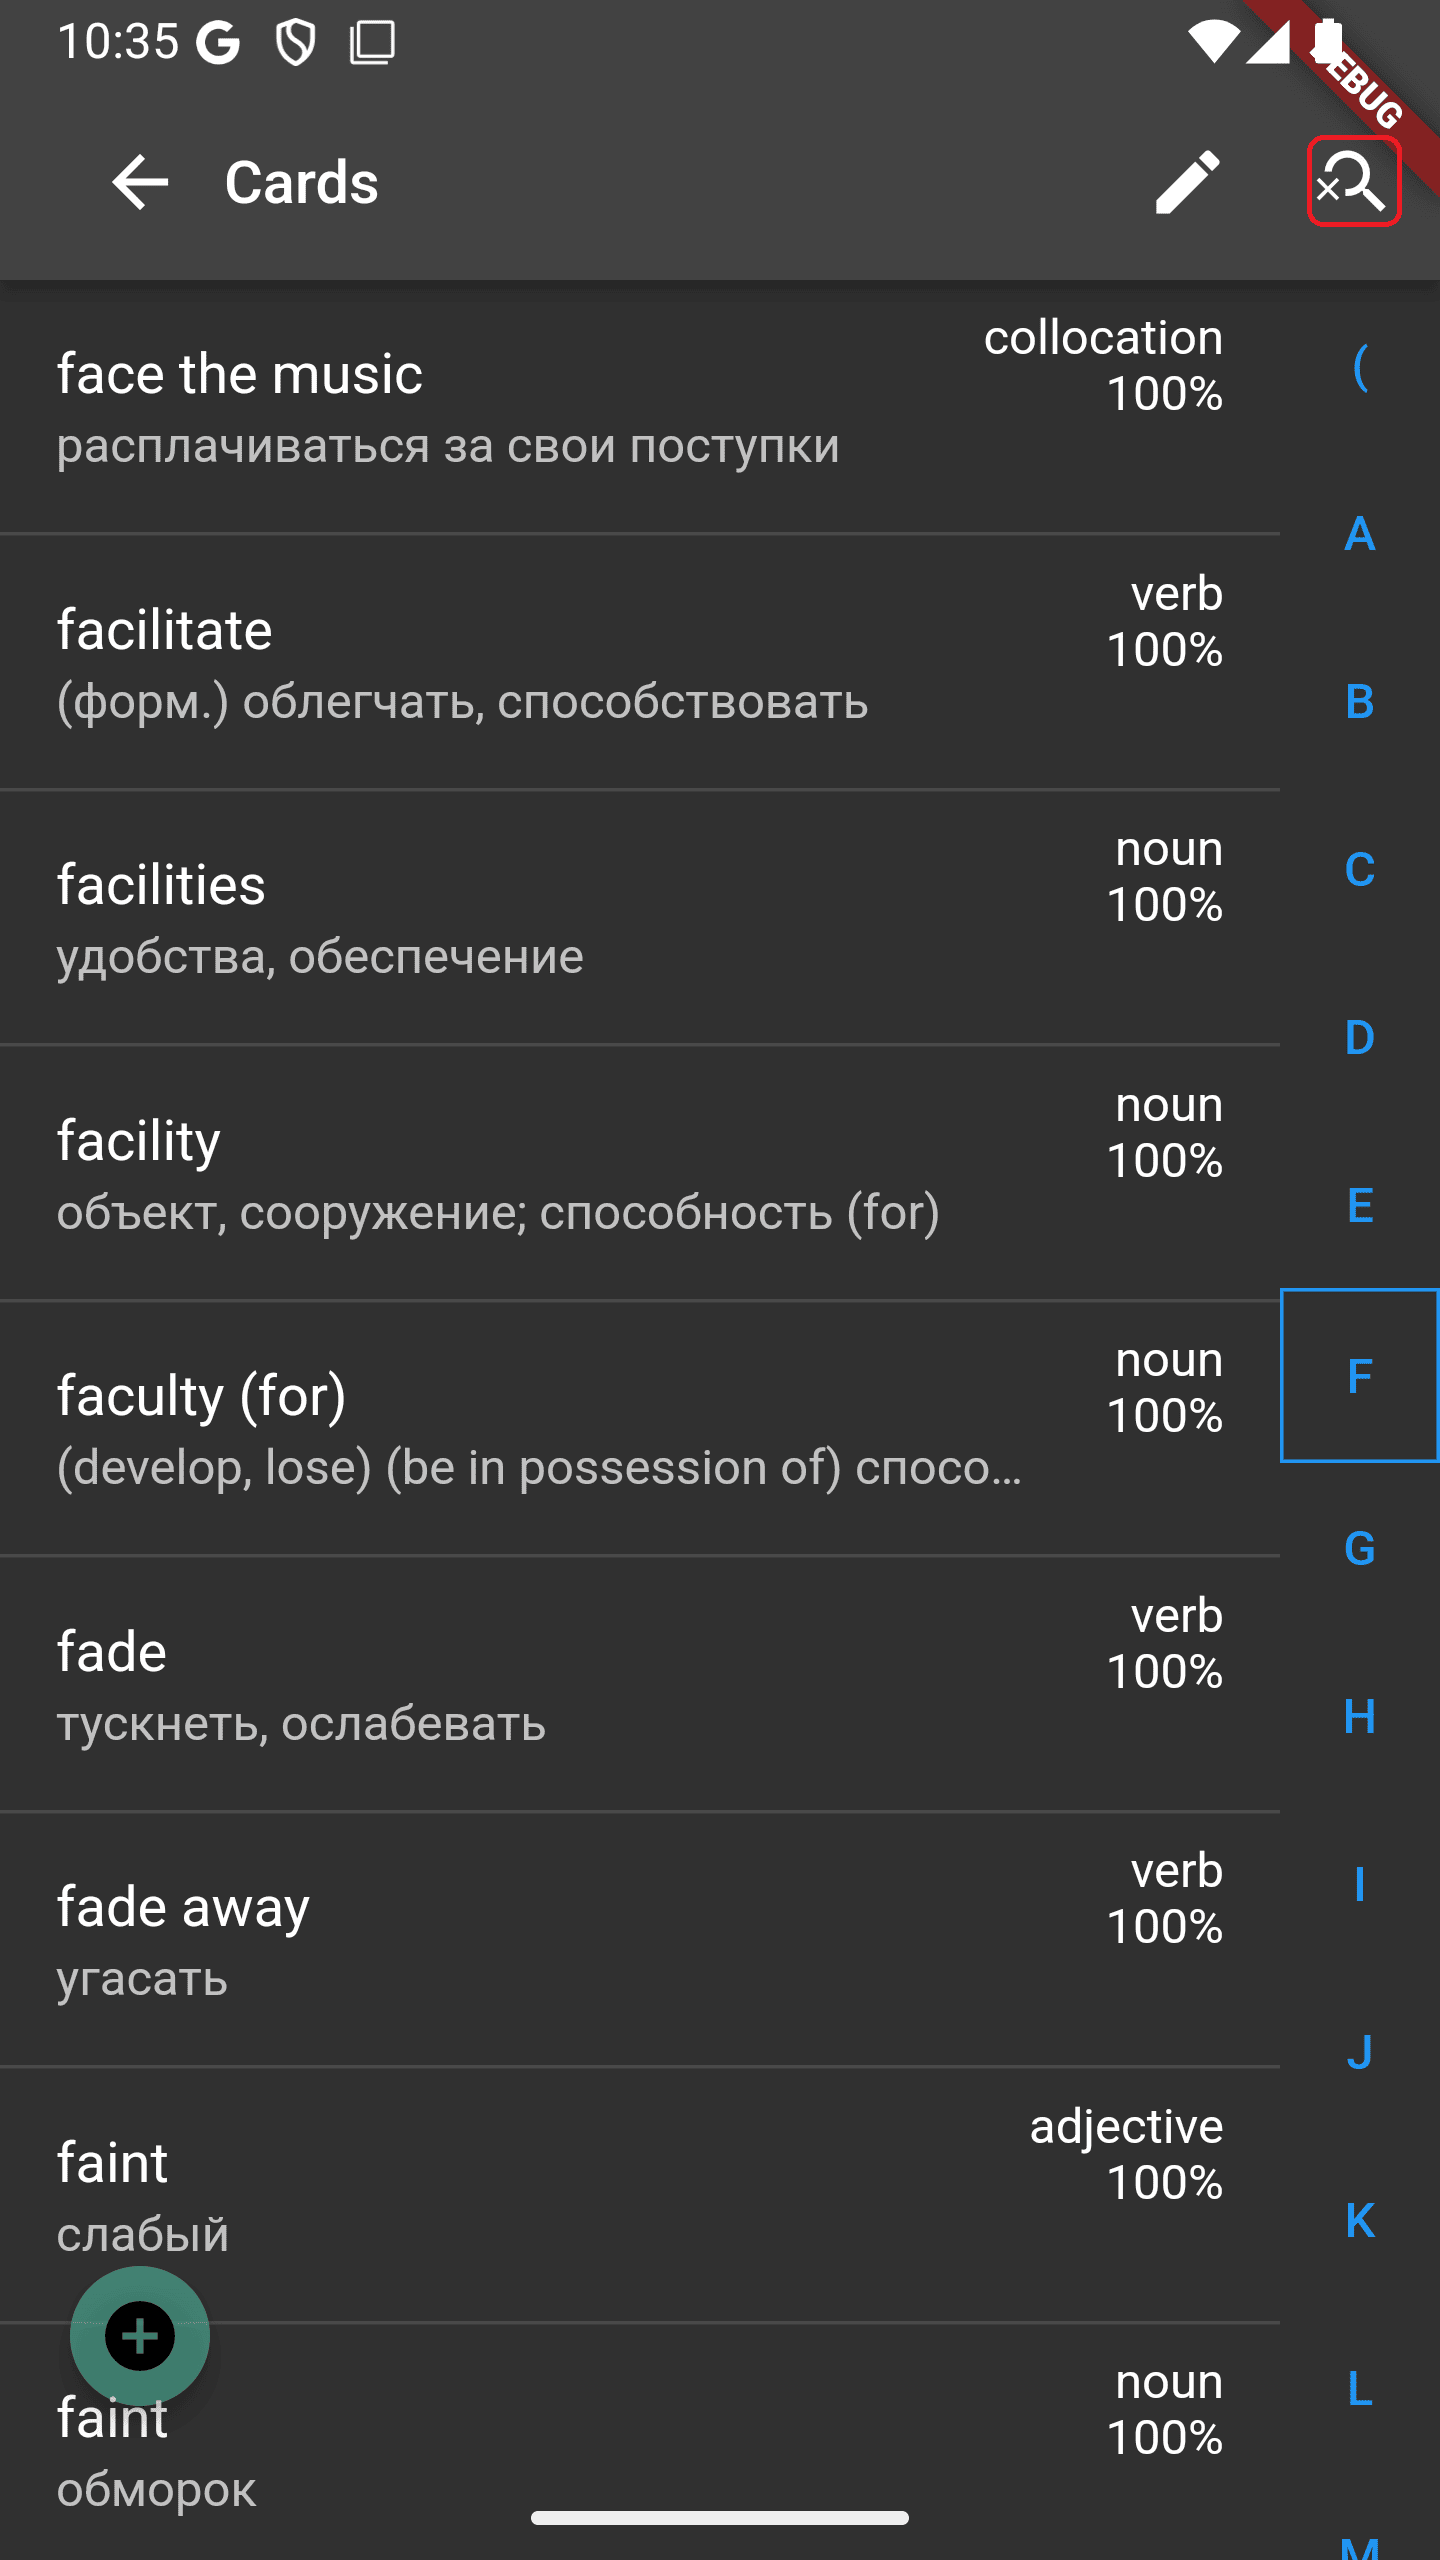 10:35
DEBUG
Cards
face the music
расплачиваться за свои поступки
collocation
100%
facilitate
(форм.) облегчать, способствовать
verb
100%
facilities
удобства, обеспечение
noun
100%
facility
объект, сооружение; способность (for)
noun
100%
faculty (for)
(develop, lose) (be in possession of) спосо...
noun
100%
fade
тускнеть, ослабевать
verb
100%
fade away
угасать
verb
100%
faint
слабый
adjective
100%
faint
обморок
noun
100%
(
A
B
C
D
E
F
G
H
I
J
K
L
M